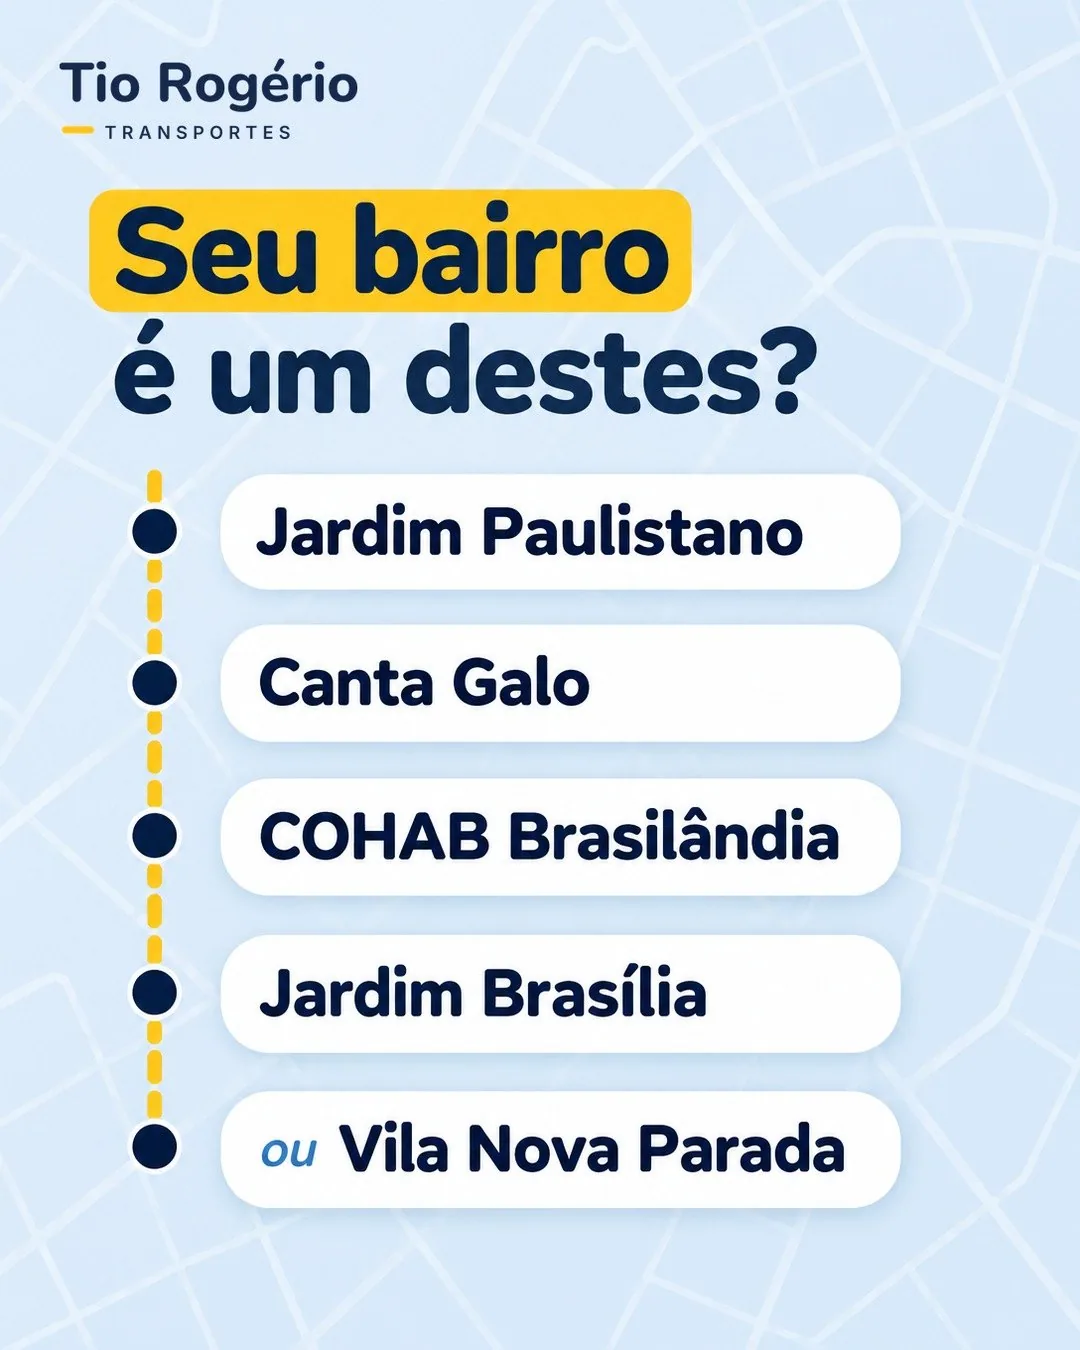 Tio Rogério
TRANSPORTES
Seu bairro
é um destes?
Jardim Paulistano
Canta Galo
COHAB Brasilândia
Jardim Brasília
ou Vila Nova Parada